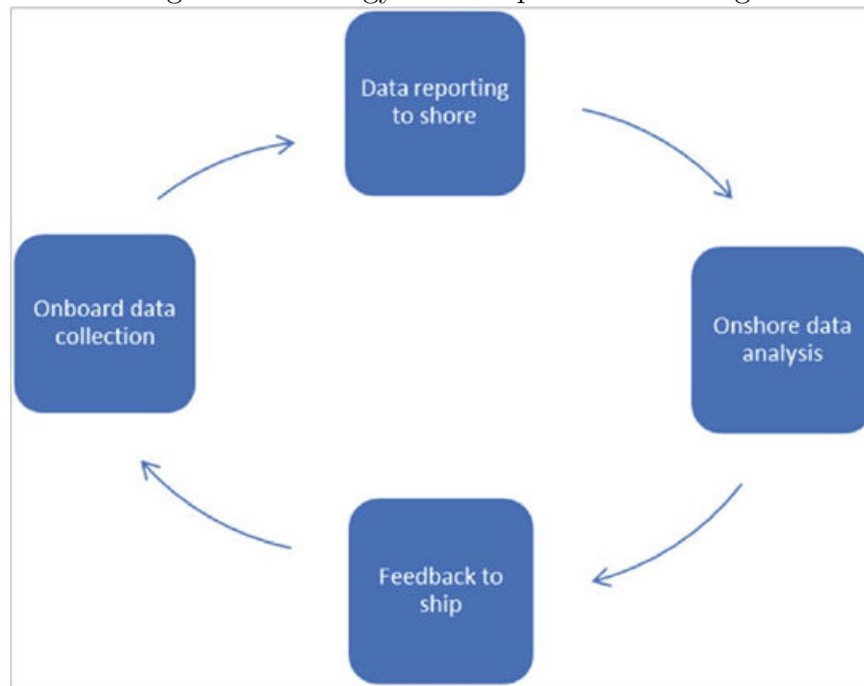 Data reporting
to shore
Onboard data
collection
Onshore data
analysis
Feedback to
ship